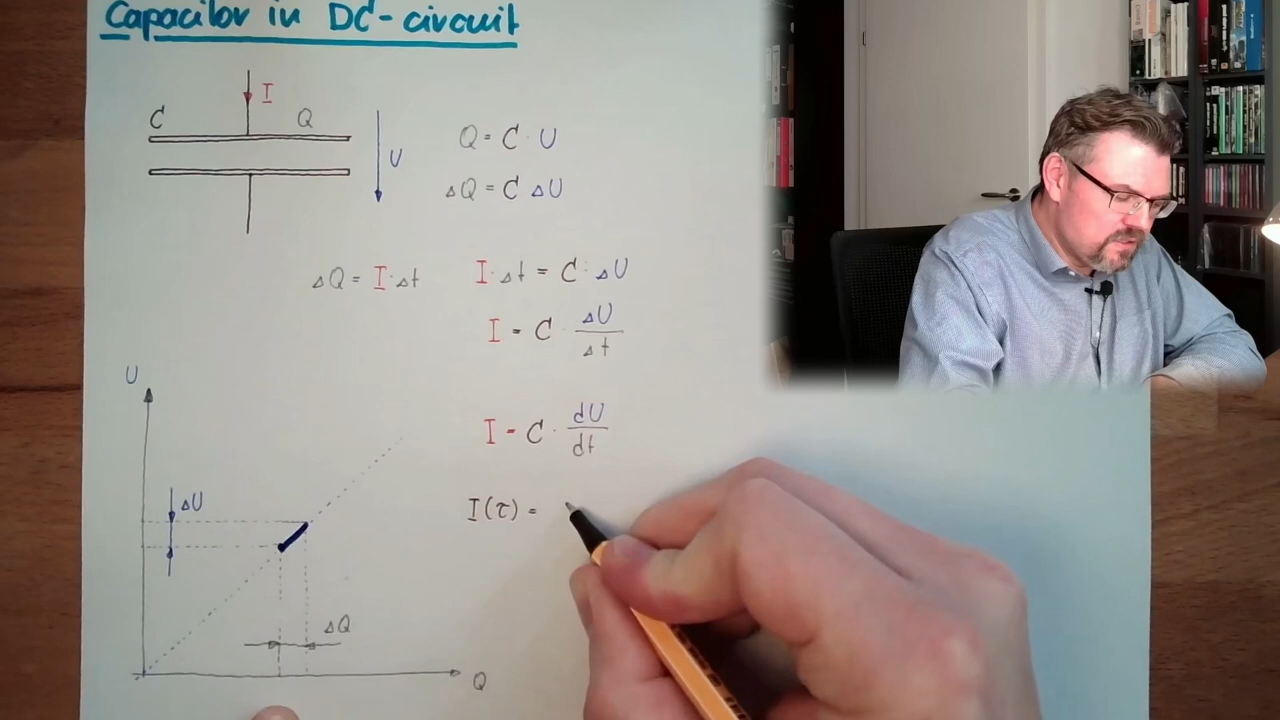 Capacitor in DC-circuit
I
C Q
U
Q = C · U
ΔQ = C ΔU
ΔQ = I · Δt
I · Δt = C · ΔU
I = C · ΔU/Δt
U
I = C · dU/dt
ΔU
I(τ) =
ΔQ
Q